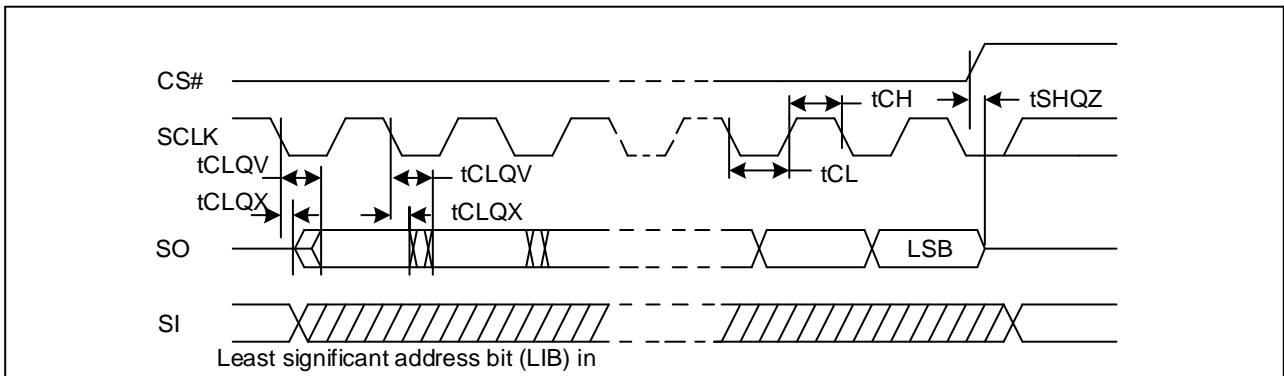 CS#
tCH
tSHQZ
SCLK
tCLQV
tCLQV
tCL
tCLQX
tCLQX
SO
LSB
SI
Least significant address bit (LIB) in